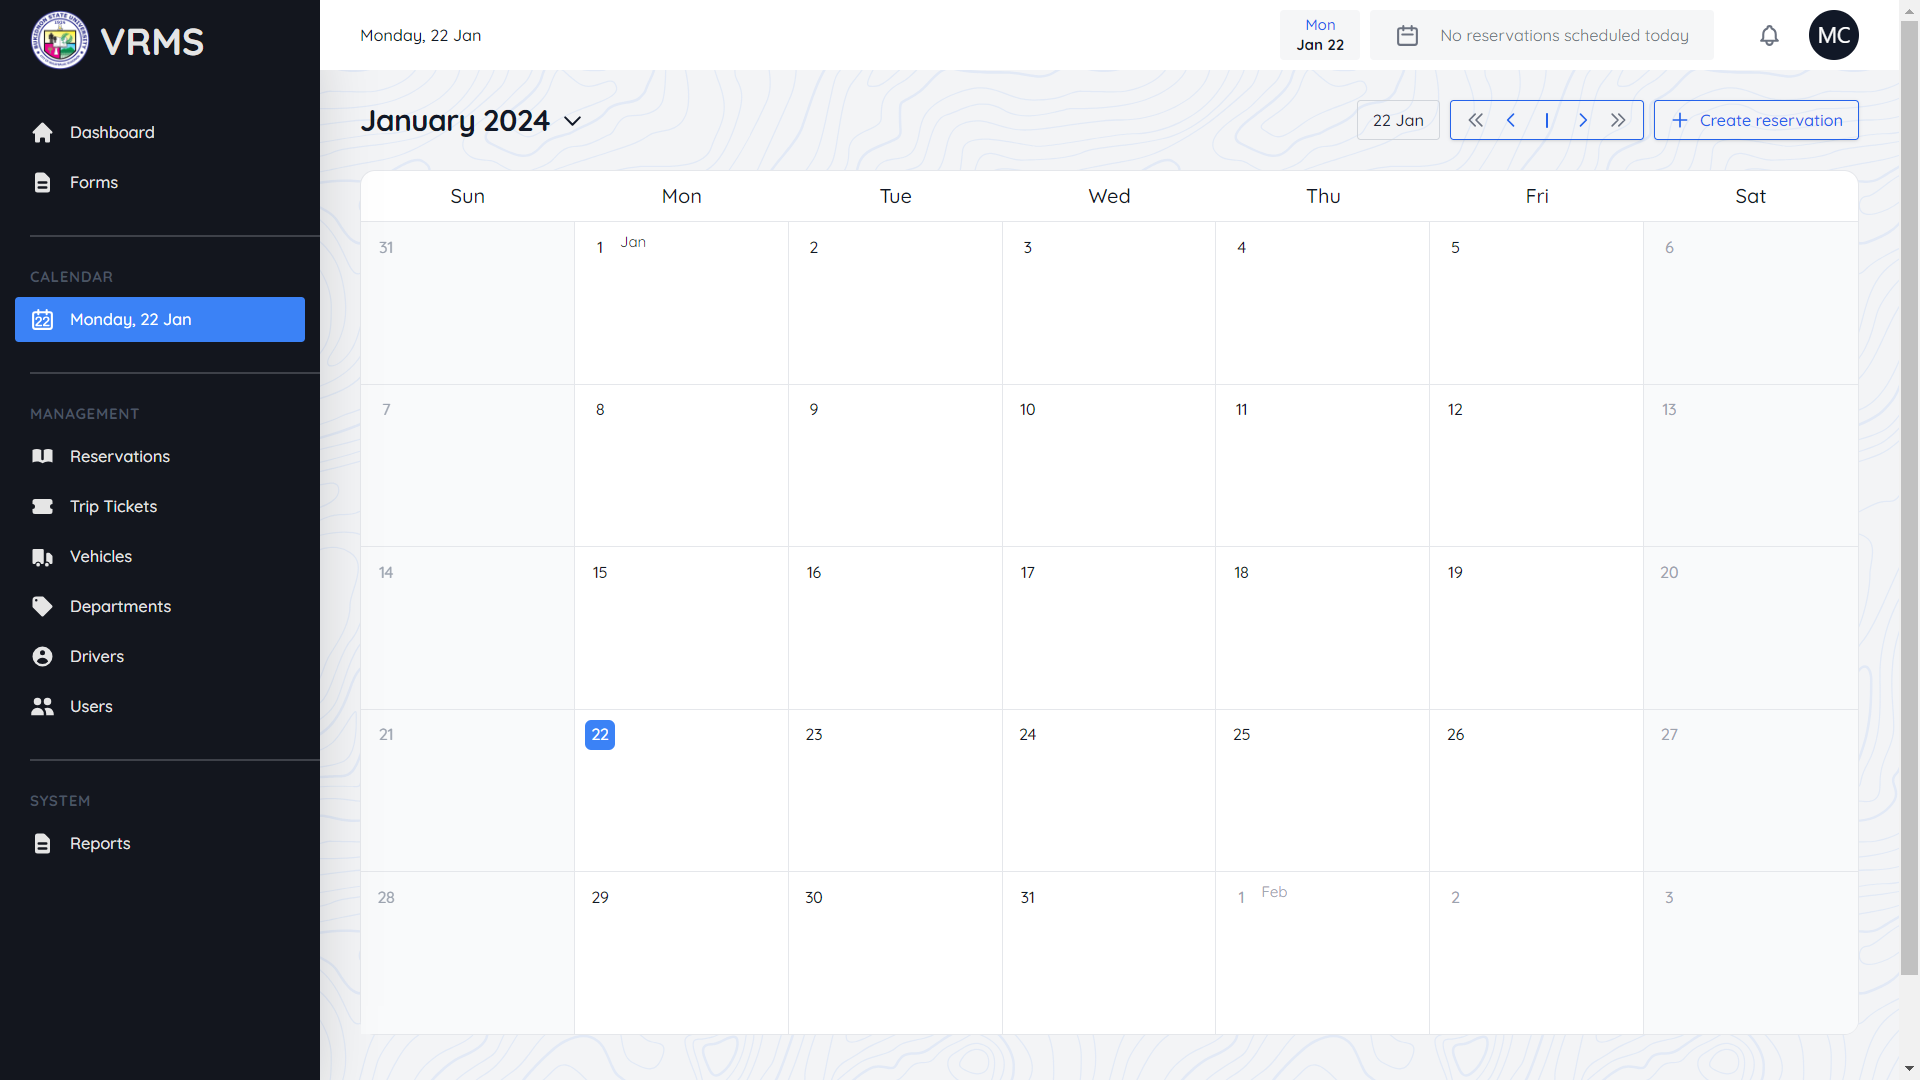 VRMS
Dashboard
Forms
CALENDAR
22 Monday, 22 Jan
MANAGEMENT
Reservations
Trip Tickets
Vehicles
Departments
Drivers
Users
SYSTEM
Reports
Monday, 22 Jan
Mon
Jan 22
No reservations scheduled today
MC
January 2024
22 Jan
Create reservation
Sun Mon Tue Wed Thu Fri Sat
31 1 Jan 2 3 4 5 6
7 8 9 10 11 12 13
14 15 16 17 18 19 20
21 22 23 24 25 26 27
28 29 30 31 1 Feb 2 3